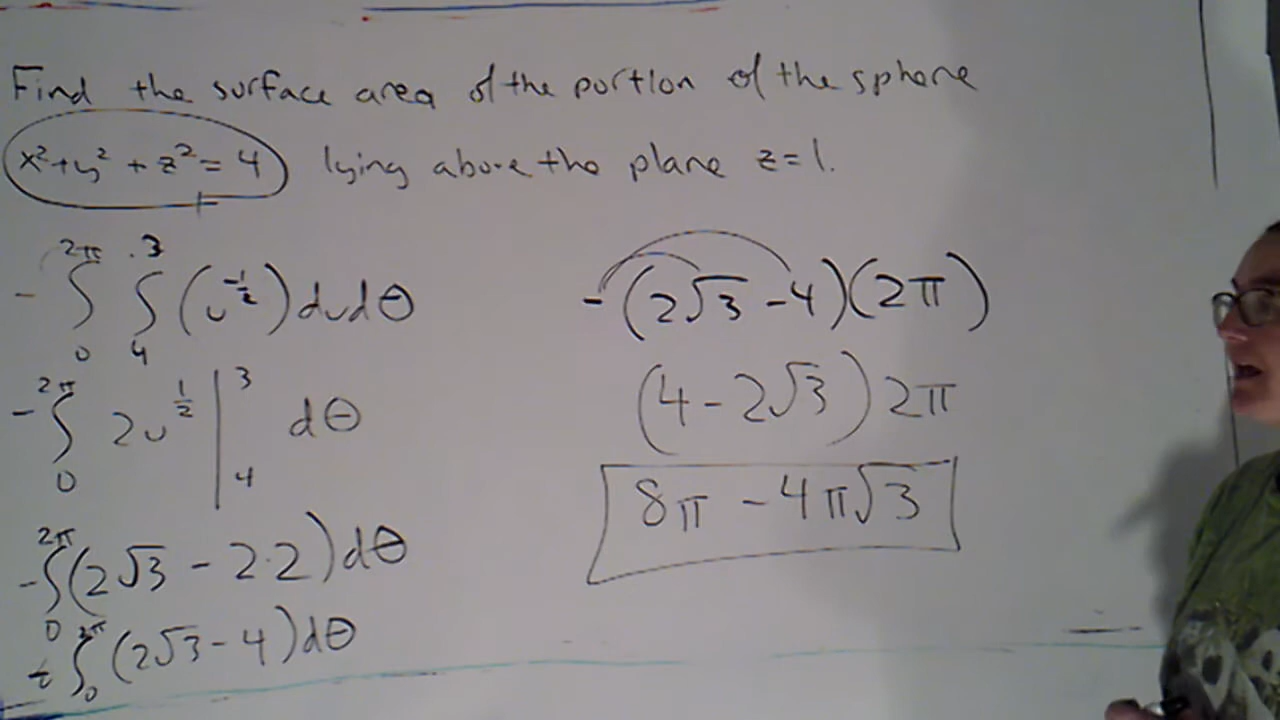 Find the surface area of the portion of the sphere
x²+y²+z²=4 lying above the plane z=1.
-∫₀^2π ∫₄^3 (u^-½) du dθ
-∫₀^2π 2u^½ |₄^3 dθ
-∫₀^2π (2√3 - 2·2) dθ
∫₀^2π (2√3 - 4) dθ
-(2√3 - 4)(2π)
(4 - 2√3) 2π
8π - 4π√3